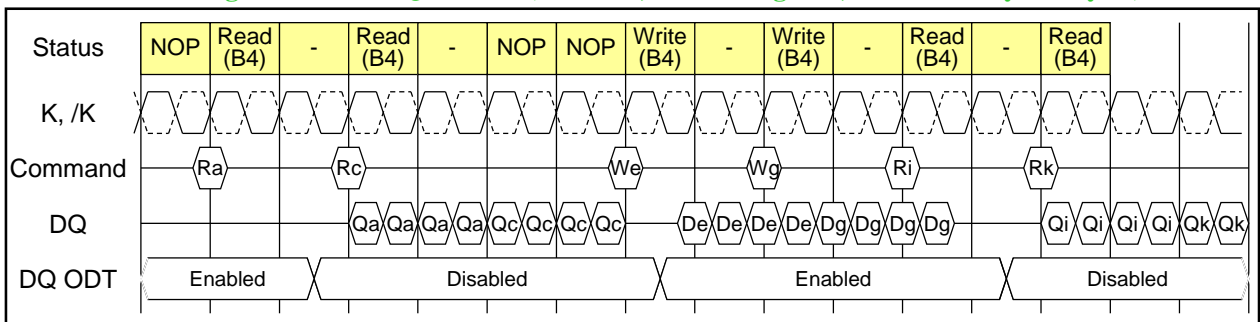 Status NOP Read (B4) - Read (B4) - NOP NOP Write (B4) - Write (B4) - Read (B4) - Read (B4)
K, /K
Command Ra Rc We Wg Ri Rk
DQ Qa Qa Qa Qa Qc Qc Qc Qc De De De De Dg Dg Dg Dg Qi Qi Qi Qi Qk Qk
DQ ODT Enabled Disabled Enabled Disabled